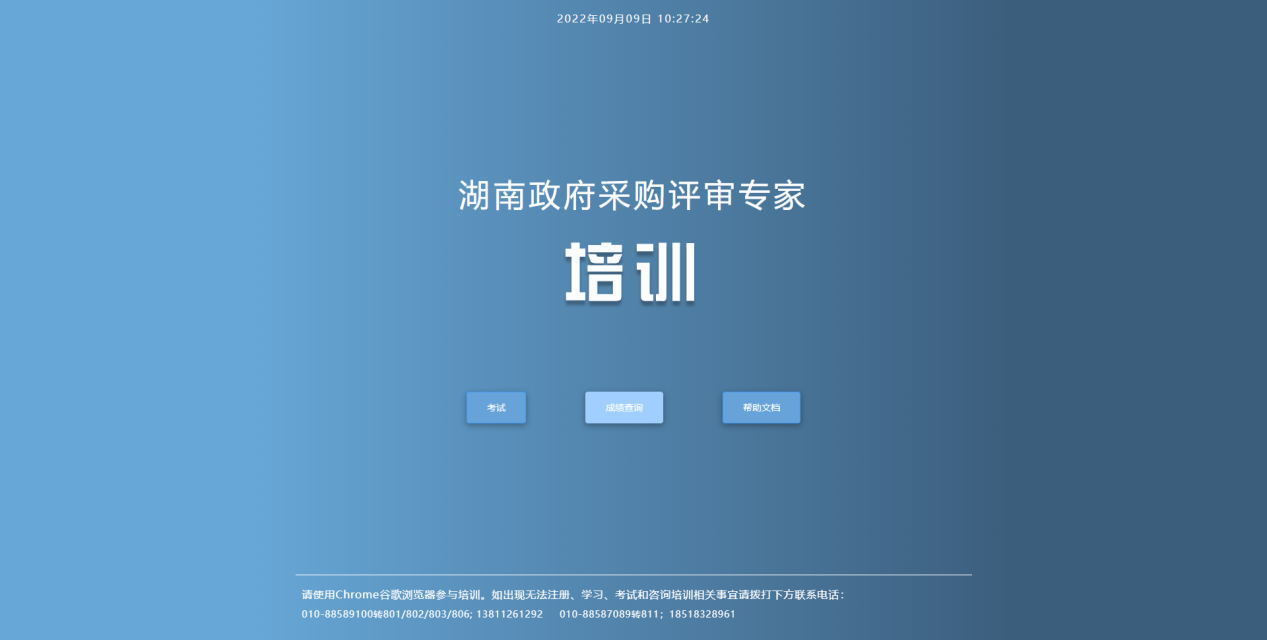 2022年09月09日 10:27:24
湖南政府采购评审专家
培训
考试
成绩查询
帮助文档
请使用Chrome谷歌浏览器参与培训。如出现无法注册、学习、考试和咨询培训相关事宜请拨打下方联系电话：
010-88589100转801/802/803/806; 13811261292 010-88587089转811；18518328961